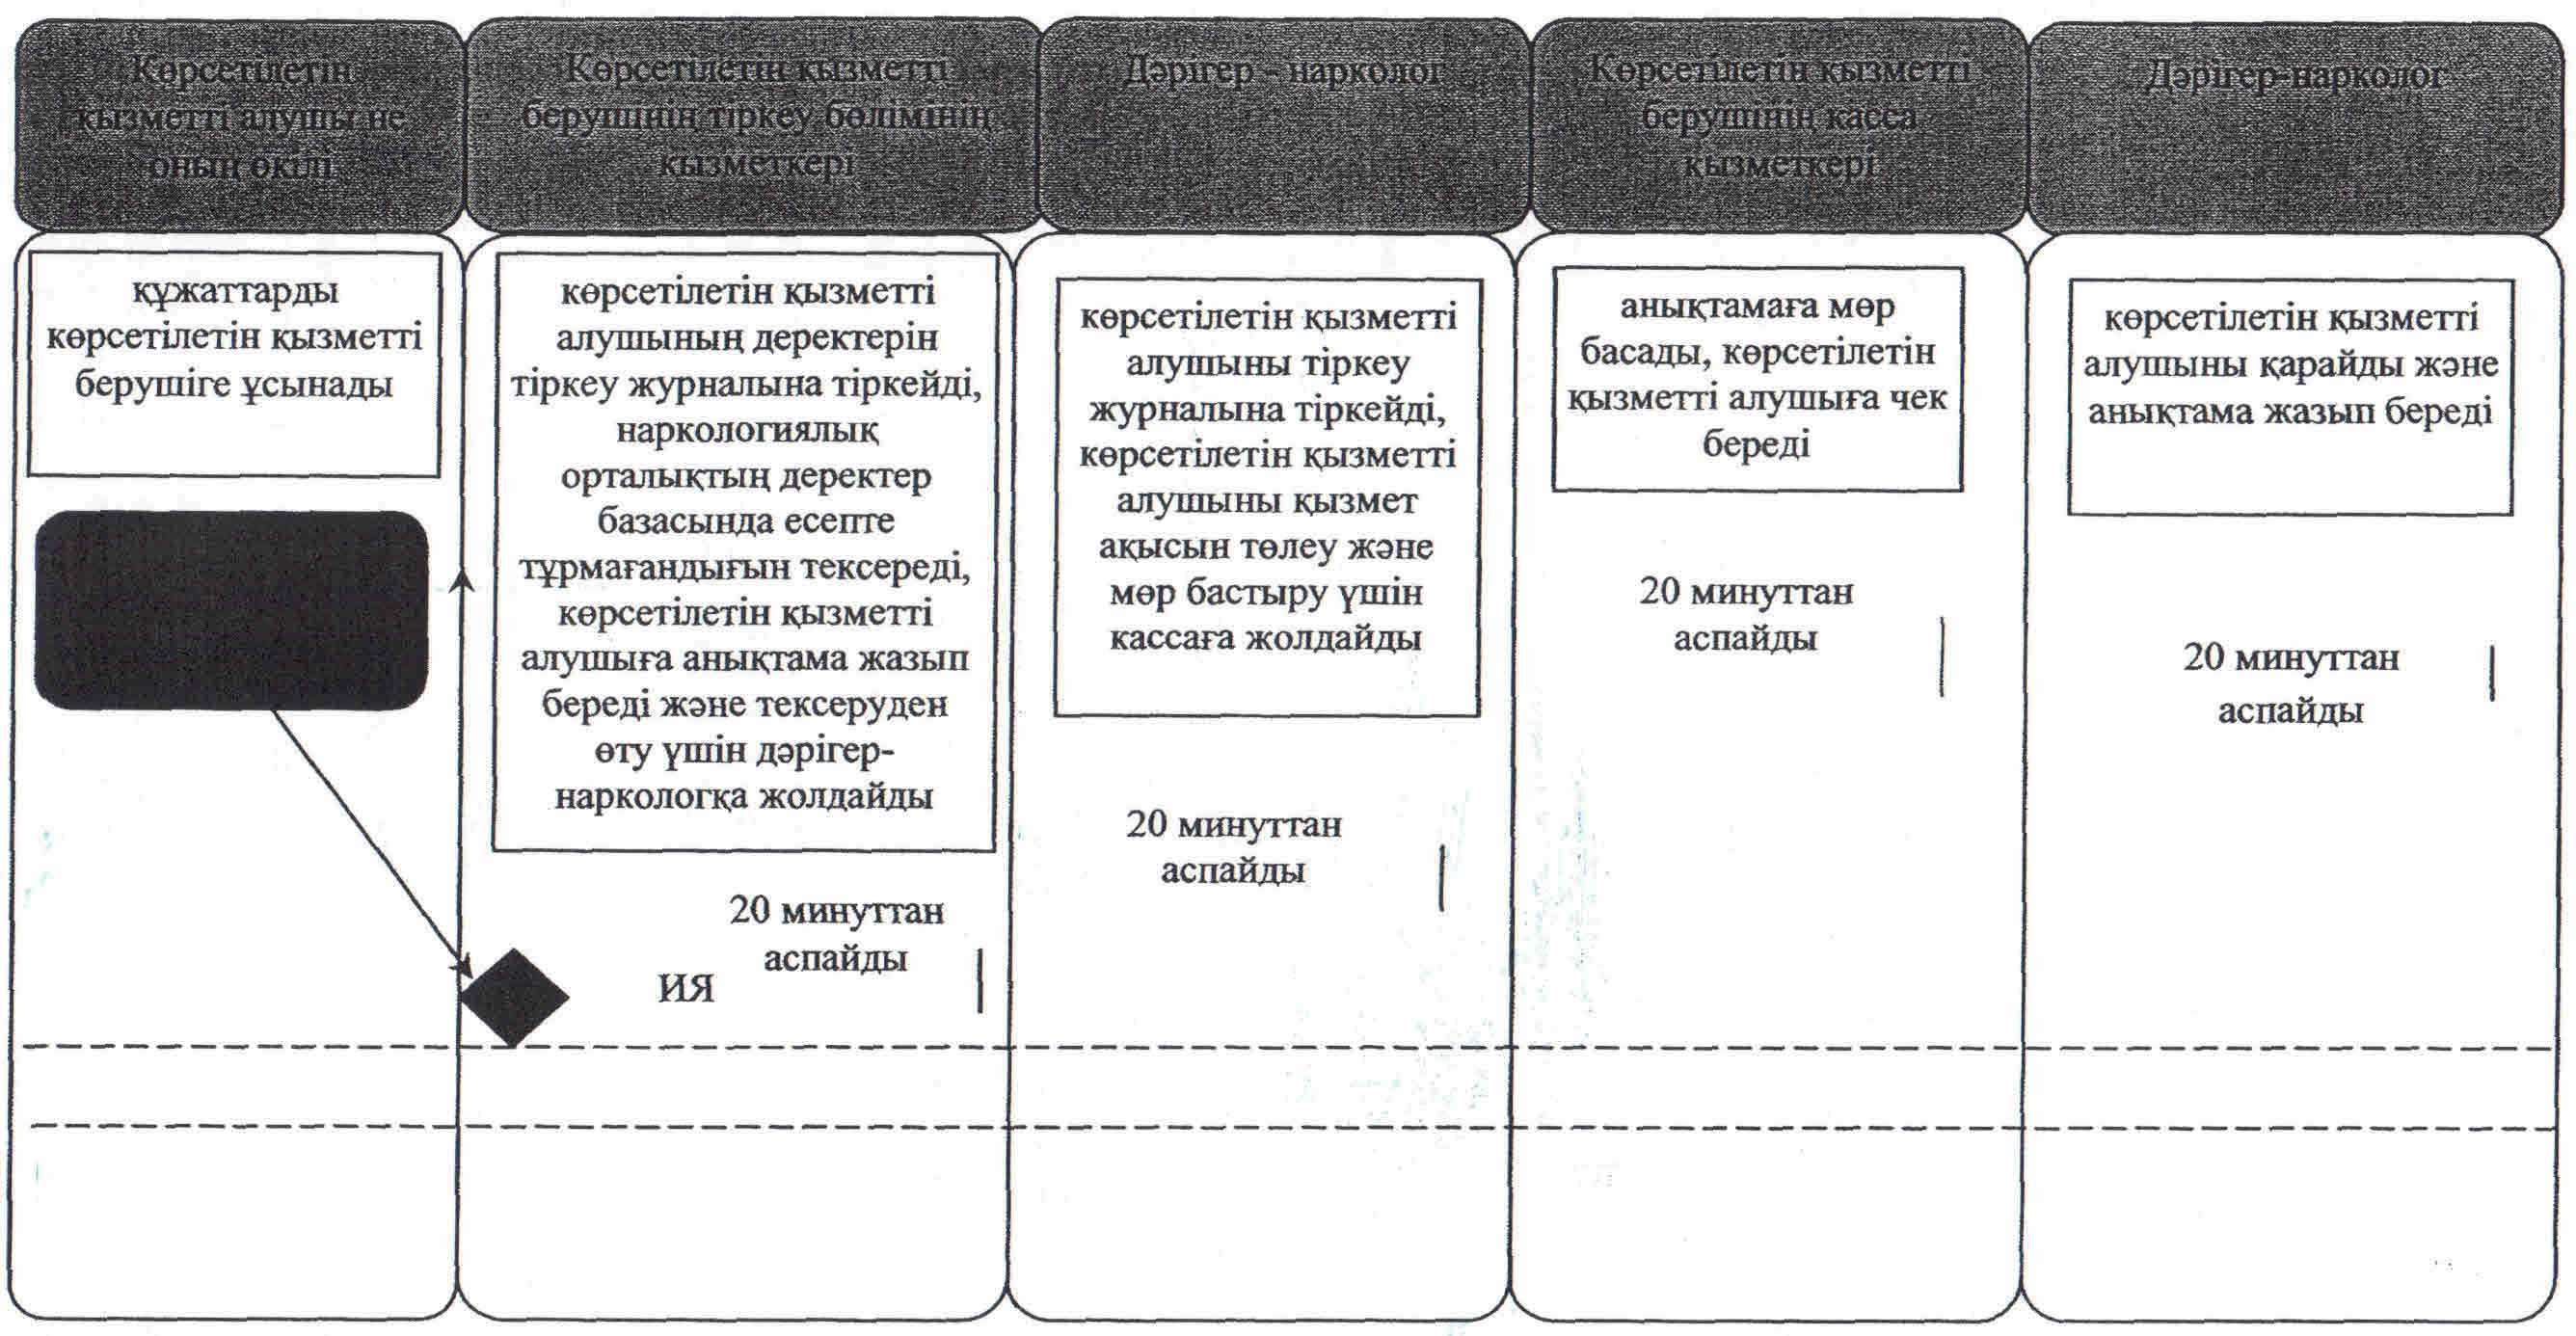 Көрсетілетін
қызметті алушы не
оның өкілі
Көрсетілетін қызметті
берушінің тіркеу бөлімінің
қызметкері
Дәрігер - нарколог
Көрсетілетін қызметті
берушінің касса
қызметкері
Дәрігер-нарколог
құжаттарды
көрсетілетін қызметті
берушіге ұсынады
көрсетілетін қызметті
алушының деректерін
тіркеу журналына тіркейді,
наркологиялық
орталықтың деректер
базасында есепте
тұрмағандығын тексереді,
көрсетілетін қызметті
алушыға анықтама жазып
береді және тексеруден
өту үшін дәрігер-
наркологқа жолдайды
20 минуттан
аспайды
ИЯ
көрсетілетін қызметті
алушыны тіркеу
журналына тіркейді,
көрсетілетін қызметті
алушыны қызмет
ақысын төлеу және
мөр бастыру үшін
кассаға жолдайды
20 минуттан
аспайды
анықтамаға мөр
басады, көрсетілетін
қызметті алушыға чек
береді
20 минуттан
аспайды
көрсетілетін қызметті
алушыны қарайды және
анықтама жазып береді
20 минуттан
аспайды